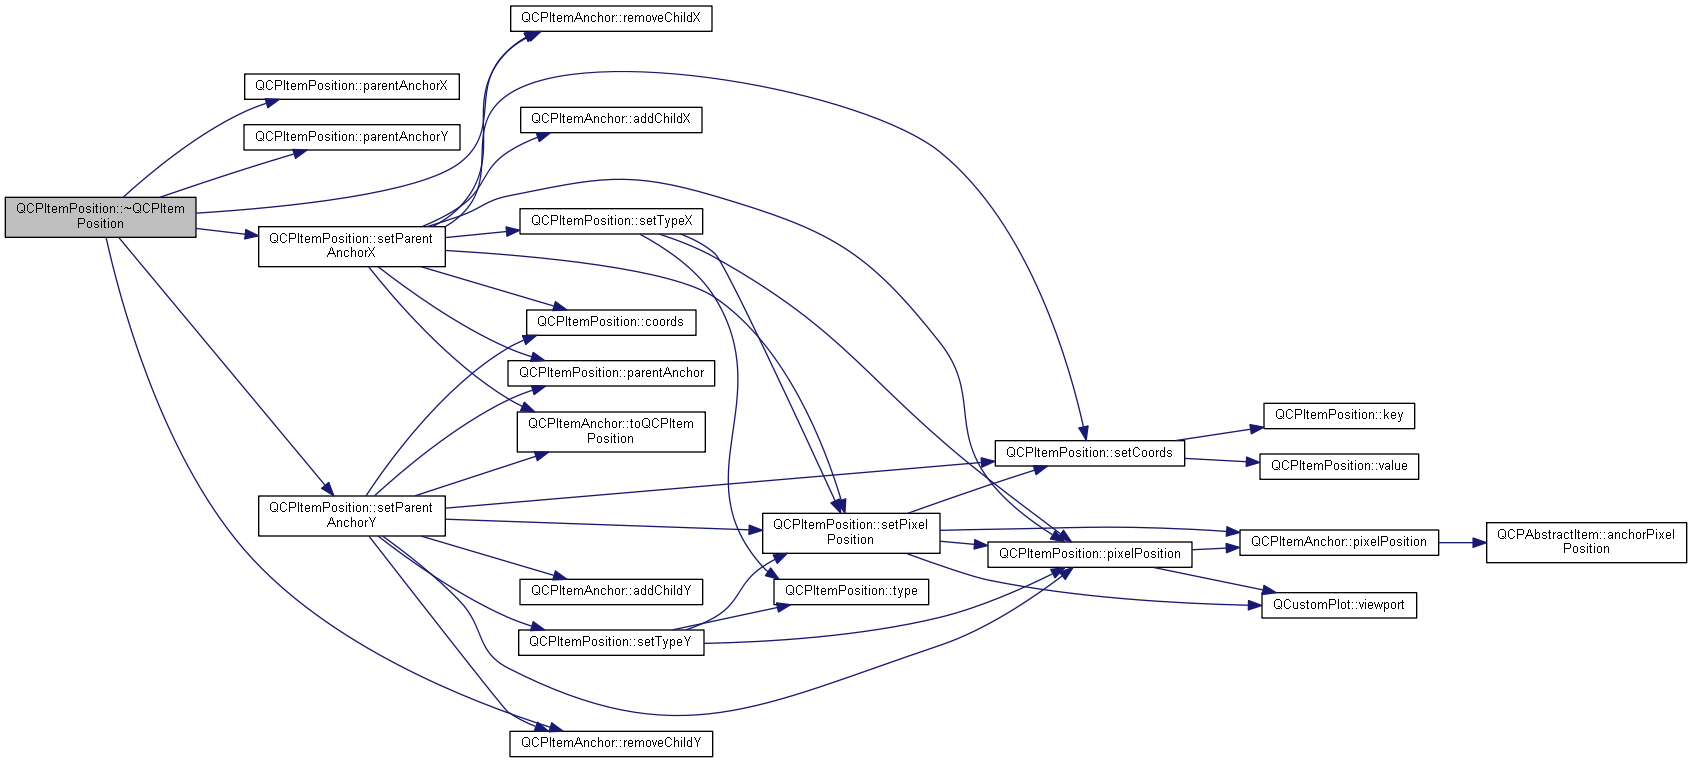 QCPItemAnchor::removeChildX
QCPItemPosition::parentAnchorX
QCPItemAnchor::addChildX
QCPItemPosition::parentAnchorY
QCPItemPosition::~QCPItem
Position
QCPItemPosition::setTypeX
QCPItemPosition::setParent
AnchorX
QCPItemPosition::coords
QCPItemPosition::parentAnchor
QCPItemAnchor::toQCPItem
Position
QCPItemPosition::key
QCPItemPosition::setCoords
QCPItemPosition::value
QCPItemPosition::setParent
AnchorY
QCPItemPosition::setPixel
Position
QCPItemPosition::pixelPosition
QCPItemAnchor::pixelPosition
QCPAbstractItem::anchorPixel
Position
QCPItemAnchor::addChildY
QCPItemPosition::type
QCustomPlot::viewport
QCPItemPosition::setTypeY
QCPItemAnchor::removeChildY